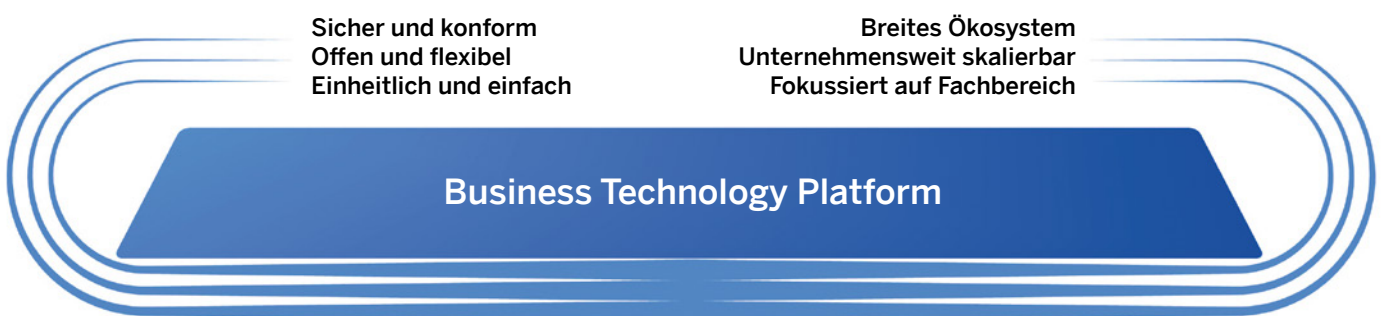 Sicher und konform
Offen und flexibel
Einheitlich und einfach
Breites Ökosystem
Unternehmensweit skalierbar
Fokussiert auf Fachbereich
Business Technology Platform